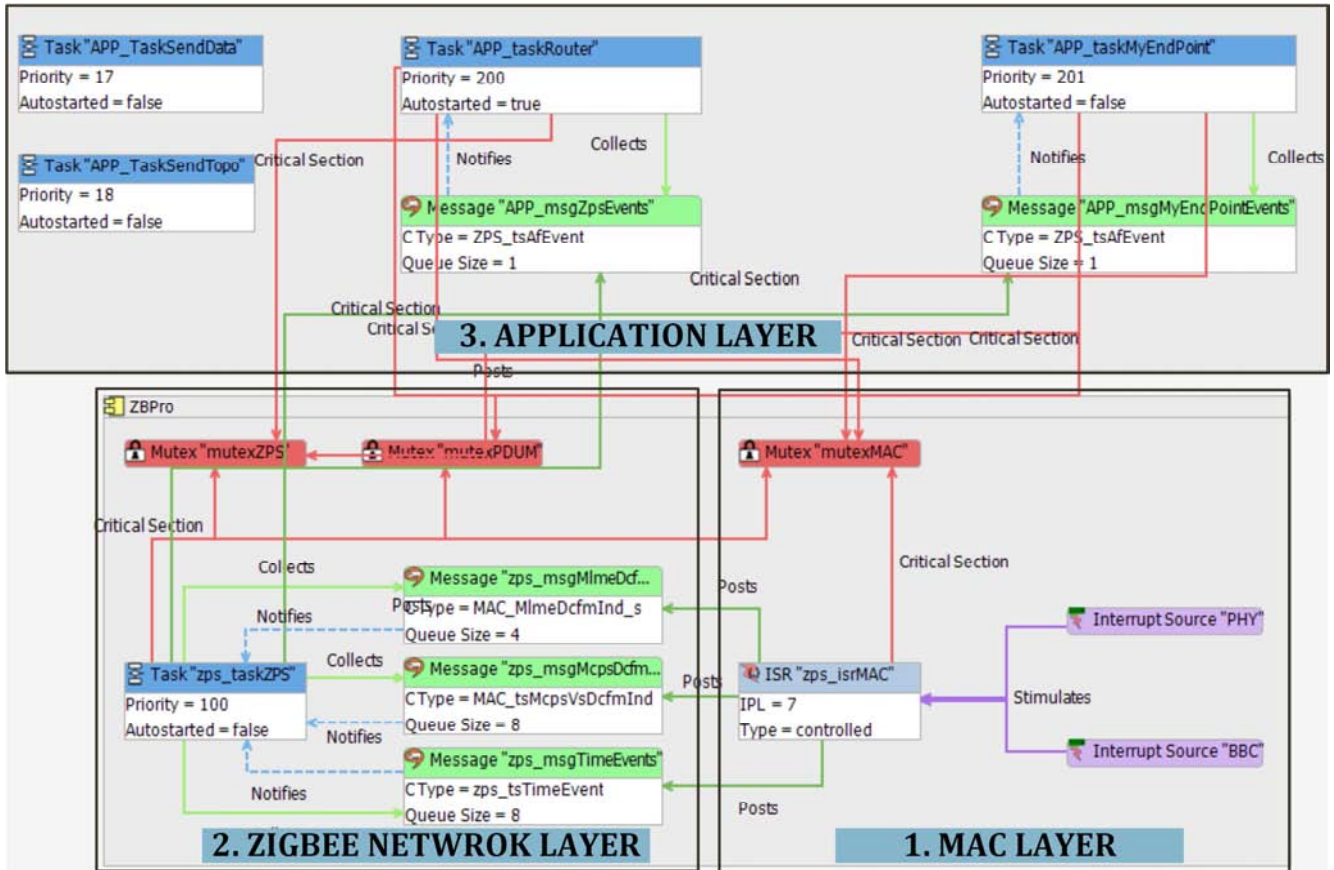 Task "APP_TaskSendData"
Priority = 17
Autostarted = false
Task "APP_taskRouter"
Priority = 200
Autostarted = true
Task "APP_taskMyEndPoint"
Priority = 201
Autostarted = false
Task "APP_TaskSendTopo"
Priority = 18
Autostarted = false
Critical Section
Notifies
Collects
Notifies
Collects
Message "APP_msgZpsEvents"
C Type = ZPS_tsAfEvent
Queue Size = 1
Message "APP_msgMyEndPointEvents"
C Type = ZPS_tsAfEvent
Queue Size = 1
Critical Section
Critical Section
Critical S
3. APPLICATION LAYER
Critical Section
Critical Section
Posts
ZBPro
Mutex "mutexZPS"
Mutex "mutexPDUM"
Mutex "mutexMAC"
Critical Section
Critical Section
Collects
Notifies
Posts
Message "zps_msgMlmeDcf...
C Type = MAC_MlmeDcfmInd_s
Queue Size = 4
Posts
Interrupt Source "PHY"
Task "zps_taskZPS"
Priority = 100
Autostarted = false
Collects
Notifies
Message "zps_msgMcpsDcfm...
C Type = MAC_tsMcpsVsDcfmInd
Queue Size = 8
Posts
ISR "zps_isrMAC"
IPL = 7
Type = controlled
Stimulates
Interrupt Source "BBC"
Notifies
Message "zps_msgTimeEvents"
C Type = zps_tsTimeEvent
Queue Size = 8
Posts
2. ZİGBEE NETWROK LAYER
1. MAC LAYER